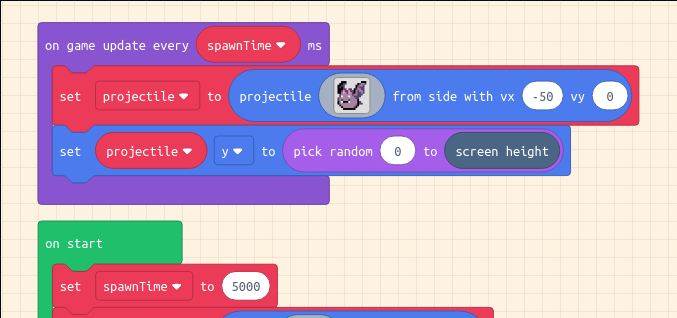 on game update every spawnTime ms
set projectile to projectile from side with vx -50 vy 0
set projectile y to pick random 0 to screen height
on start
set spawnTime to 5000